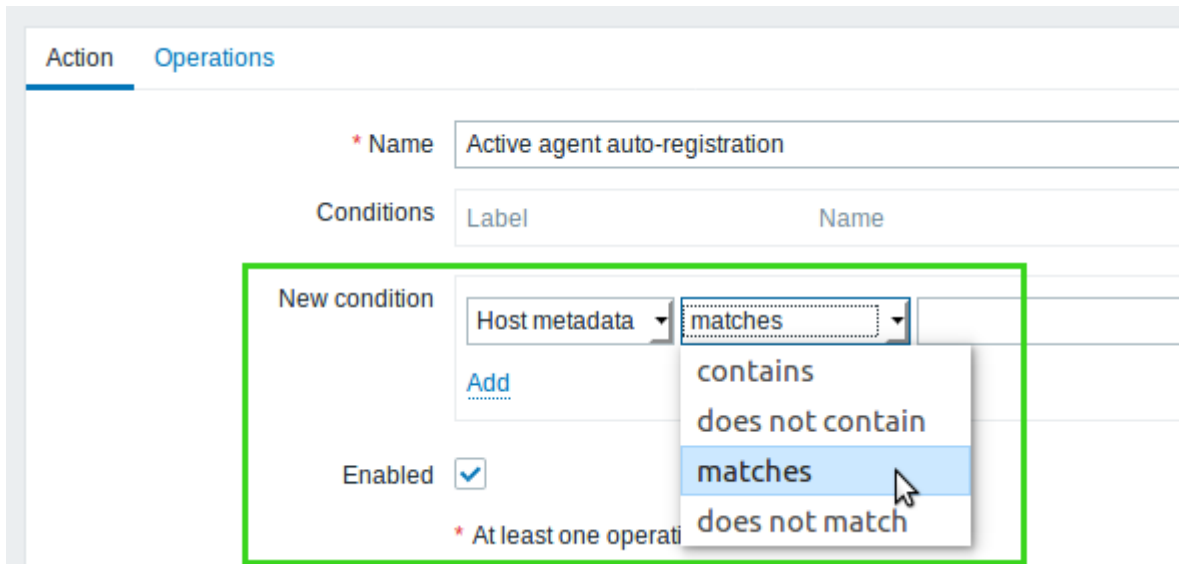 Action Operations
* Name Active agent auto-registration
Conditions Label Name
New condition Host metadata matches
contains
Add
does not contain
Enabled matches
does not match
* At least one operati